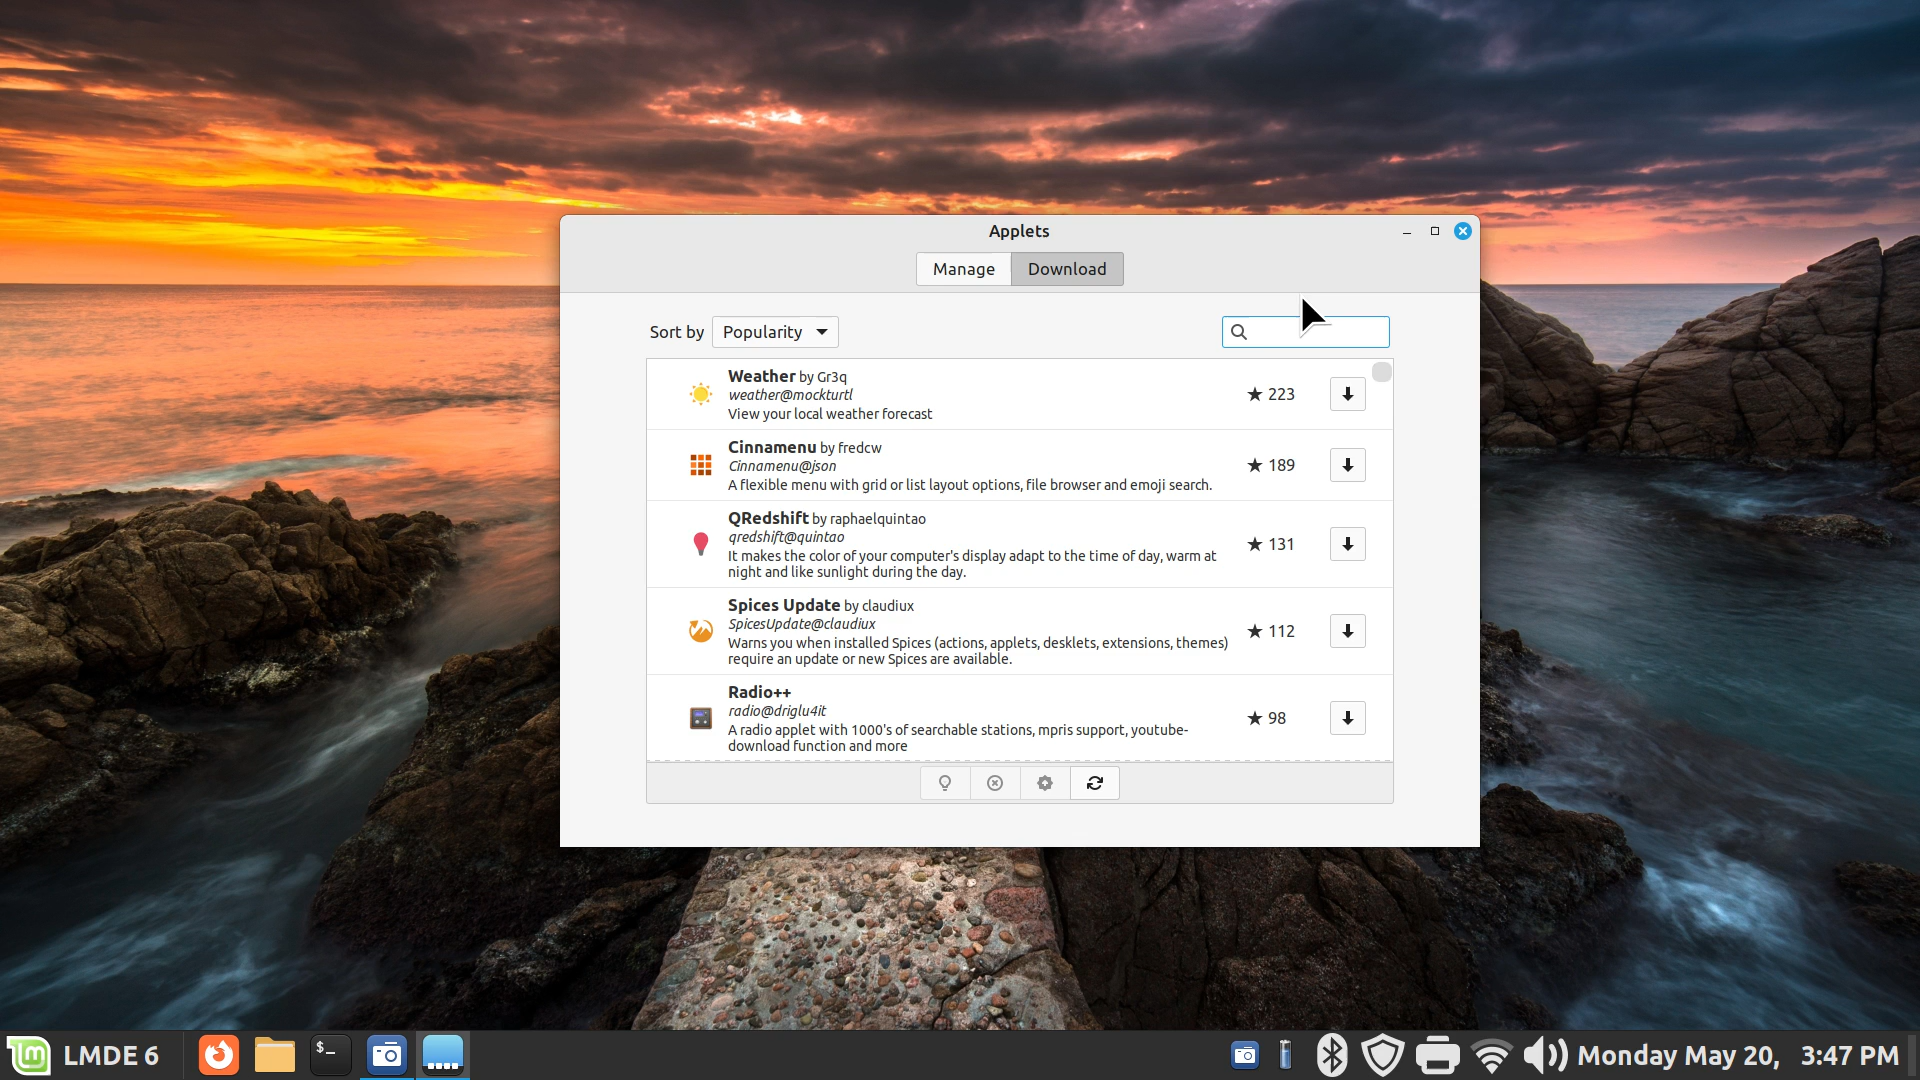 Applets
Manage
Download
Sort by
Popularity
Weather by Gr3q
weather@mockturtl
View your local weather forecast
★ 223
Cinnamenu by fredcw
Cinnamenu@json
A flexible menu with grid or list layout options, file browser and emoji search.
★ 189
QRedshift by raphaelquintao
qredshift@quintao
It makes the color of your computer's display adapt to the time of day, warm at
night and like sunlight during the day.
★ 131
Spices Update by claudiux
SpicesUpdate@claudiux
Warns you when installed Spices (actions, applets, desklets, extensions, themes)
require an update or new Spices are available.
★ 112
Radio++
radio@driglu4it
A radio applet with 1000's of searchable stations, mpris support, youtube-
download function and more
★ 98
LMDE 6
$_
Monday May 20, 3:47 PM